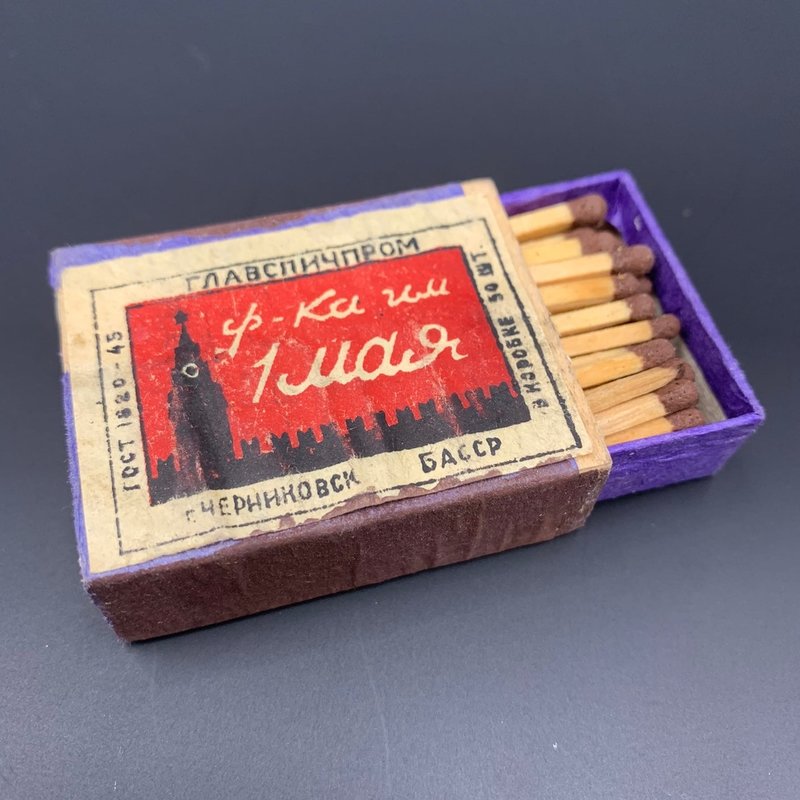 ГЛАВСПИЧПРОМ
Ф-ка им
1 мая
ГОСТ 1820-45
В КОРОБКЕ 50 ШТ.
Г. ЧЕРНИКОВСК БАССР